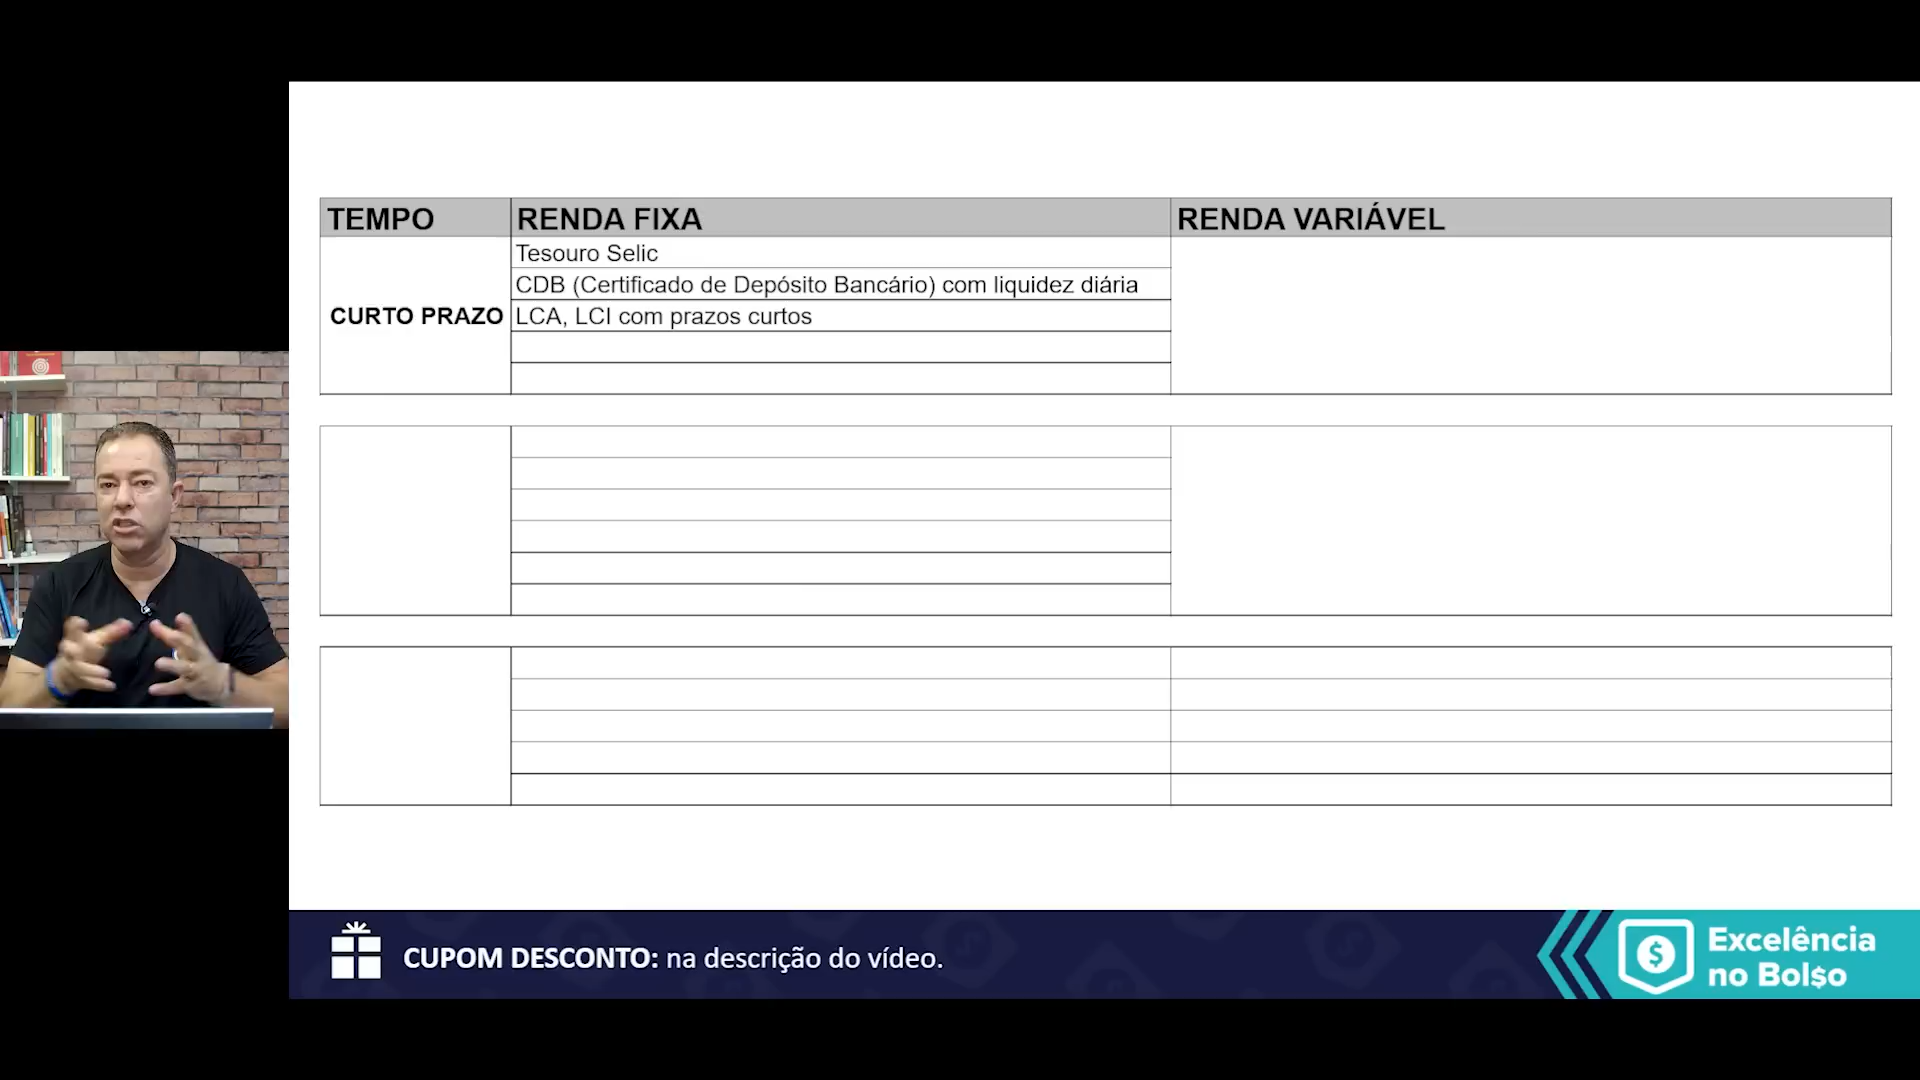 TEMPO
RENDA FIXA
RENDA VARIÁVEL
CURTO PRAZO
Tesouro Selic
CDB (Certificado de Depósito Bancário) com liquidez diária
LCA, LCI com prazos curtos
CUPOM DESCONTO: na descrição do vídeo.
Excelência
no Bol$o